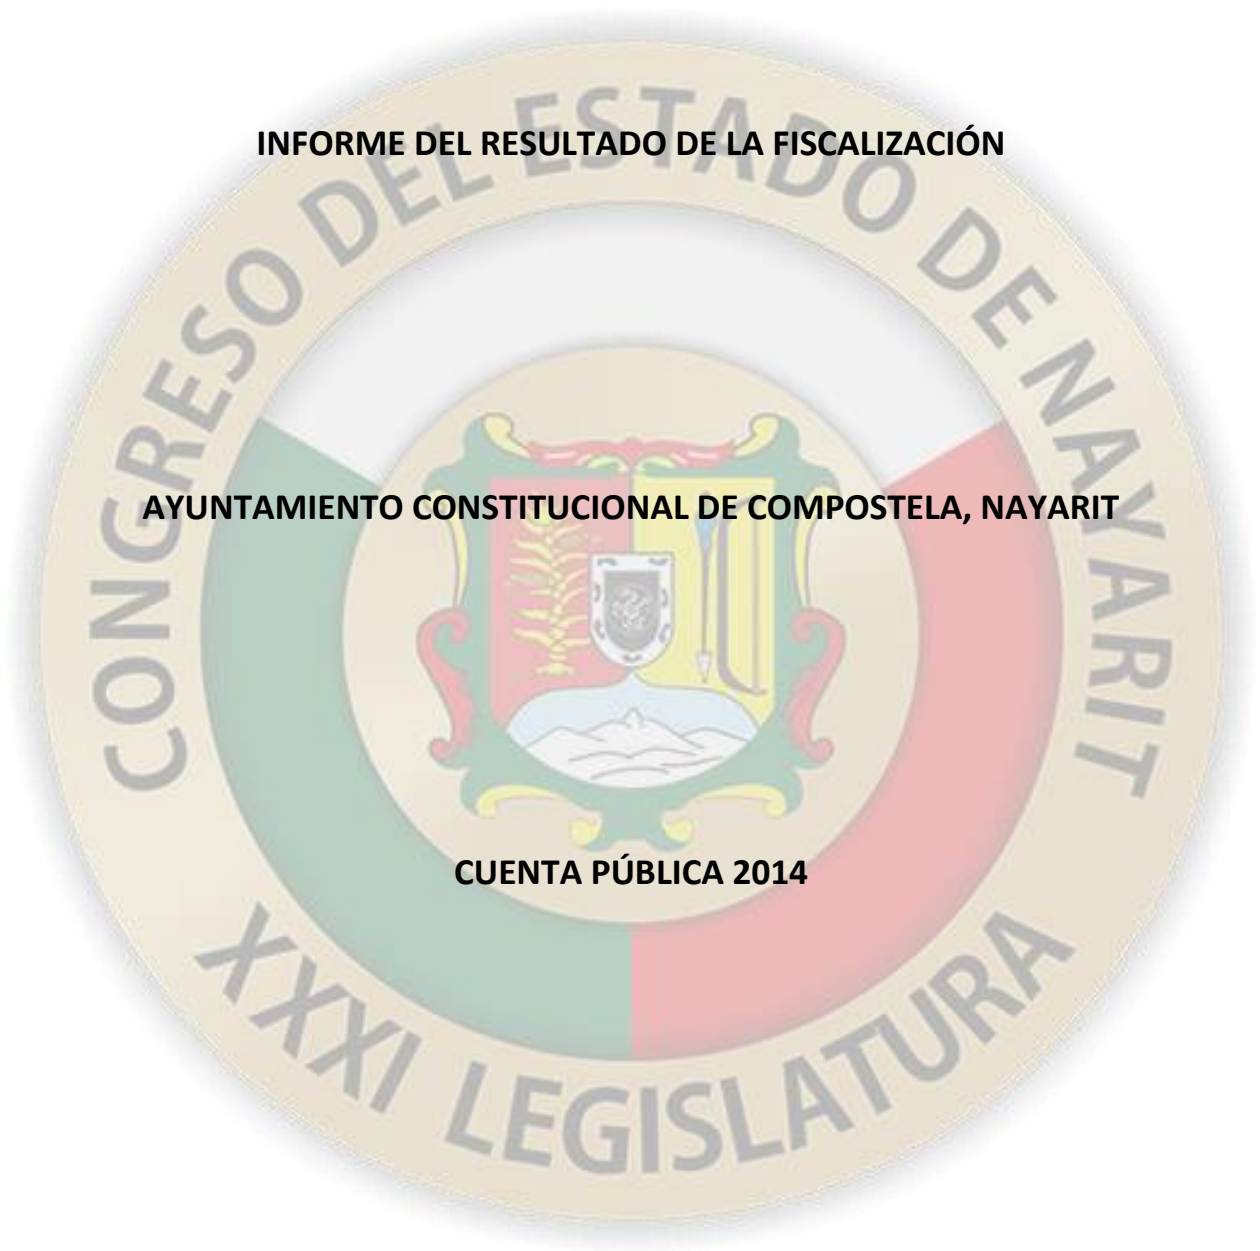 INFORME DEL RESULTADO DE LA FISCALIZACIÓN
AYUNTAMIENTO CONSTITUCIONAL DE COMPOSTELA, NAYARIT
CUENTA PÚBLICA 2014
CONGRESO DEL ESTADO DE NAYARIT
XXXI LEGISLATURA